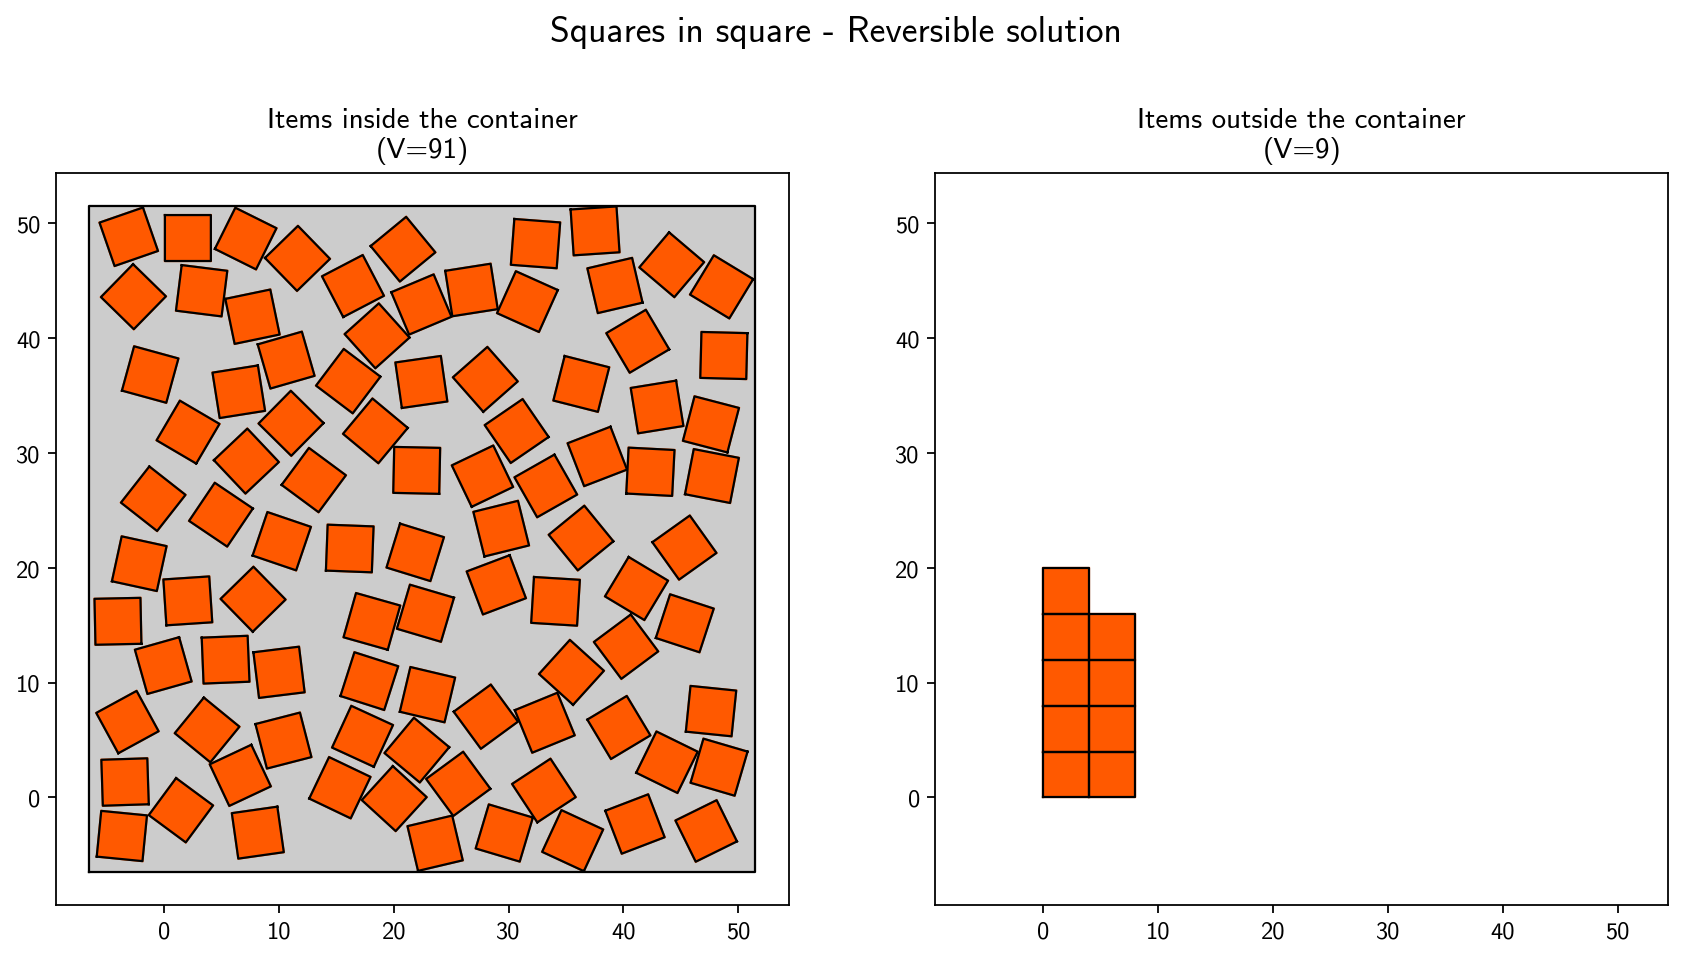 Squares in square - Reversible solution
Items inside the container
(V=91)
50
40
30
20
10
0
0 10 20 30 40 50
Items outside the container
(V=9)
50
40
30
20
10
0
0 10 20 30 40 50